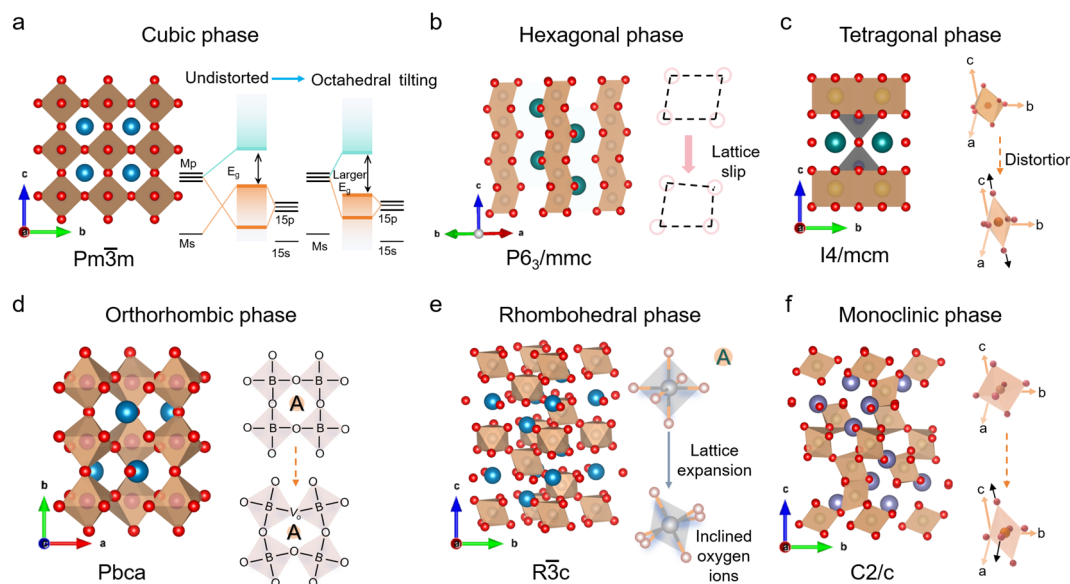 a
Cubic phase
Undistorted
Octahedral tilting
Mp
Ms
Eg
15p
15s
Larger
Eg
Ms
15p
15s
c
a
b
Pm3̅m
b
Hexagonal phase
Lattice
slip
c
b
a
P6₃/mmc
c
Tetragonal phase
c
b
a
Distortion
c
b
a
c
a
b
I4/mcm
d
Orthorhombic phase
O O
O B O B O
O A O
O B O B O
O O
O O
B Vo B
O O
O A O
O B O B O
O O
b
c
a
Pbca
e
Rhombohedral phase
A
Lattice
expansion
Inclined
oxygen
ions
c
a
b
R3̅c
f
Monoclinic phase
c
b
a
c
b
a
c
a
b
C2/c